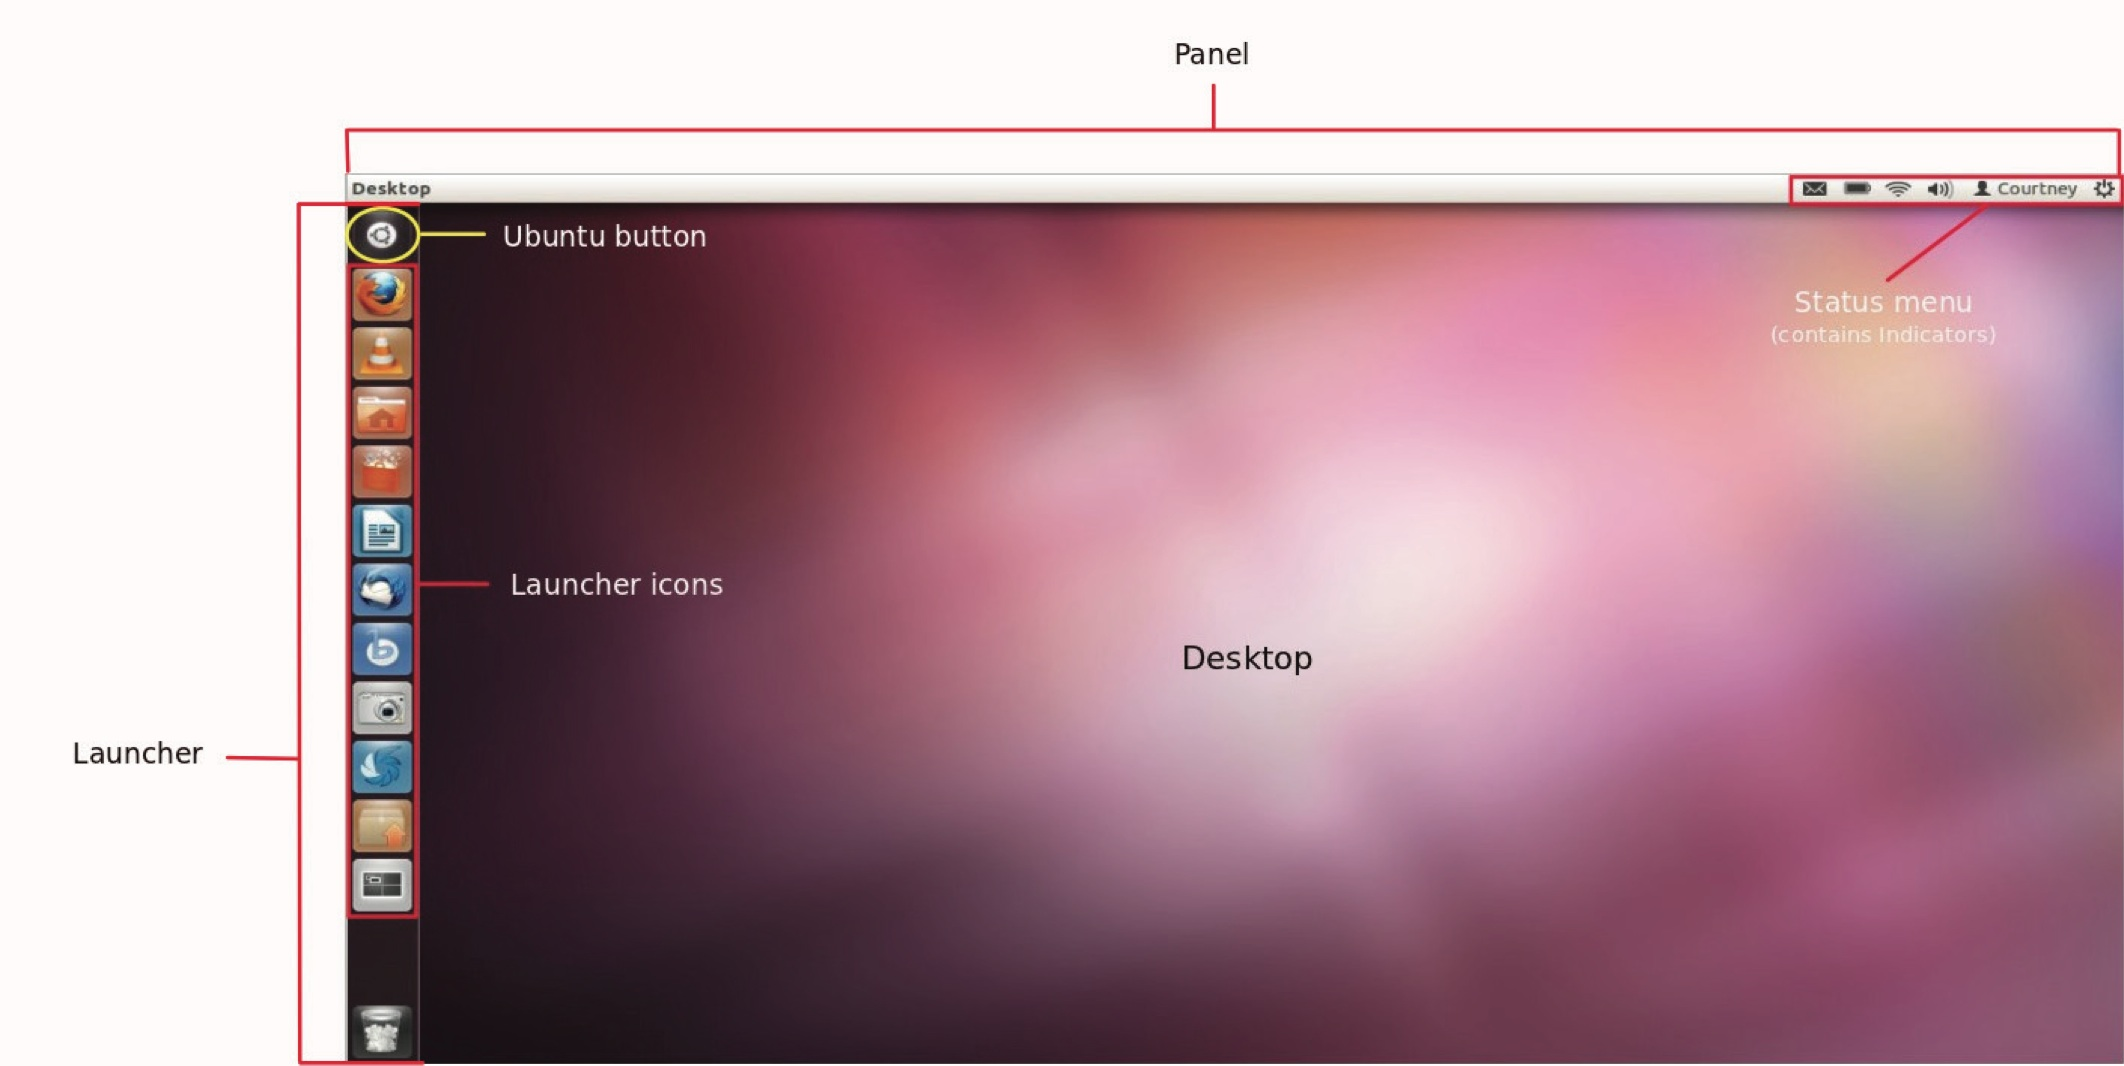 Panel
Desktop
Courtney
Ubuntu button
Status menu
(contains Indicators)
Launcher icons
Desktop
Launcher